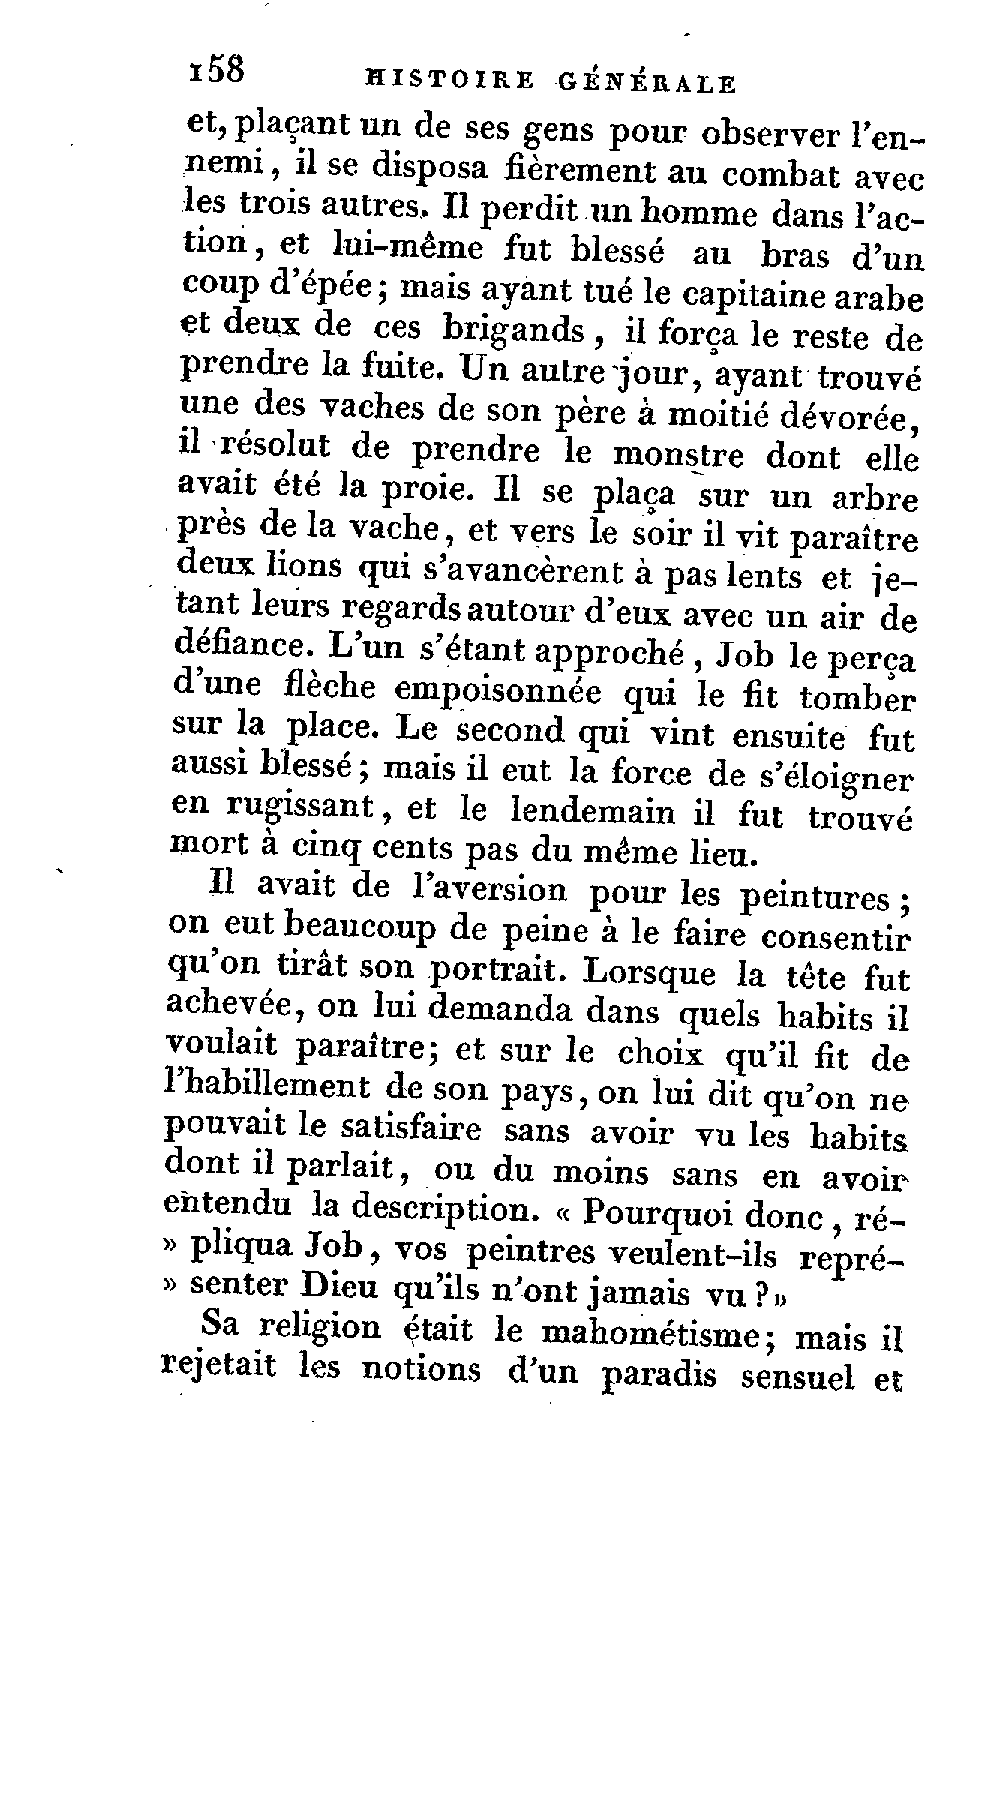 158 HISTOIRE GÉNÉRALE
et, plaçant un de ses gens pour observer l'en-
nemi, il se disposa fièrement au combat avec
les trois autres. Il perdit un homme dans l'ac-
tion, et lui-même fut blessé au bras d'un
coup d'épée; mais ayant tué le capitaine arabe
et deux de ces brigands, il força le reste de
prendre la fuite. Un autre jour, ayant trouvé
une des vaches de son père à moitié dévorée,
il résolut de prendre le monstre dont elle
avait été la proie. Il se plaça sur un arbre
près de la vache, et vers le soir il vit paraître
deux lions qui s'avancèrent à pas lents et je-
tant leurs regards autour d'eux avec un air de
défiance. L'un s'étant approché, Job le perça
d'une flèche empoisonnée qui le fit tomber
sur la place. Le second qui vint ensuite fut
aussi blessé; mais il eut la force de s'éloigner
en rugissant, et le lendemain il fut trouvé
mort à cinq cents pas du même lieu.
Il avait de l'aversion pour les peintures;
on eut beaucoup de peine à le faire consentir
qu'on tirât son portrait. Lorsque la tête fut
achevée, on lui demanda dans quels habits il
voulait paraître; et sur le choix qu'il fit de
l'habillement de son pays, on lui dit qu'on ne
pouvait le satisfaire sans avoir vu les habits
dont il parlait, ou du moins sans en avoir
entendu la description. « Pourquoi donc, ré-
» pliqua Job, vos peintres veulent-ils repré-
» senter Dieu qu'ils n'ont jamais vu ? »
Sa religion était le mahométisme; mais il
rejetait les notions d'un paradis sensuel et